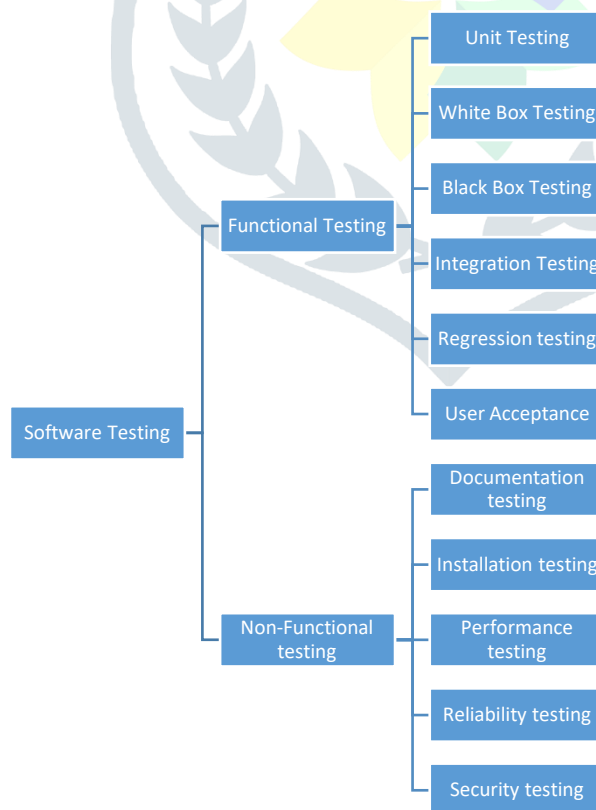 Software Testing
Functional Testing
Unit Testing
White Box Testing
Black Box Testing
Integration Testing
Regression testing
User Acceptance
Non-Functional
testing
Documentation
testing
Installation testing
Performance
testing
Reliability testing
Security testing